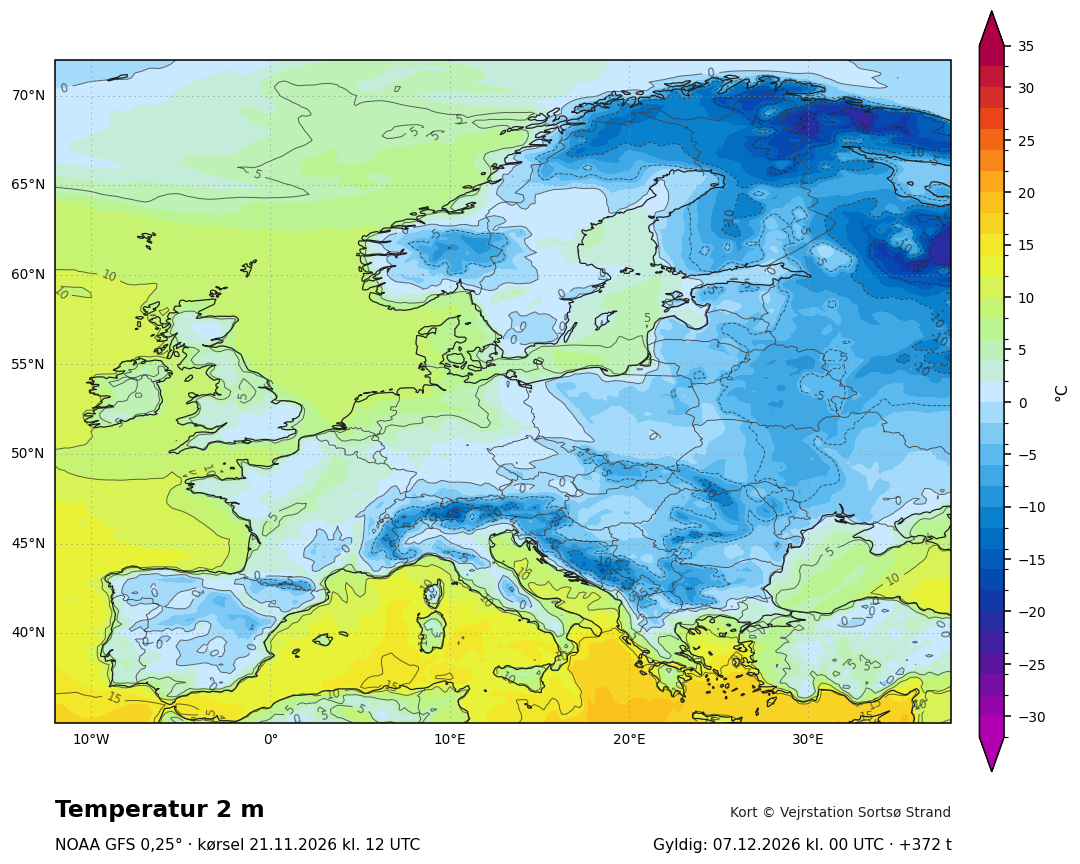 70°N
65°N
60°N
55°N
50°N
45°N
40°N
10°W 0° 10°E 20°E 30°E
35
30
25
20
15
10
5
0
−5
−10
−15
−20
−25
−30
°C
Temperatur 2 m
Kort © Vejrstation Sortsø Strand
NOAA GFS 0,25° · kørsel 21.11.2026 kl. 12 UTC
Gyldig: 07.12.2026 kl. 00 UTC · +372 t